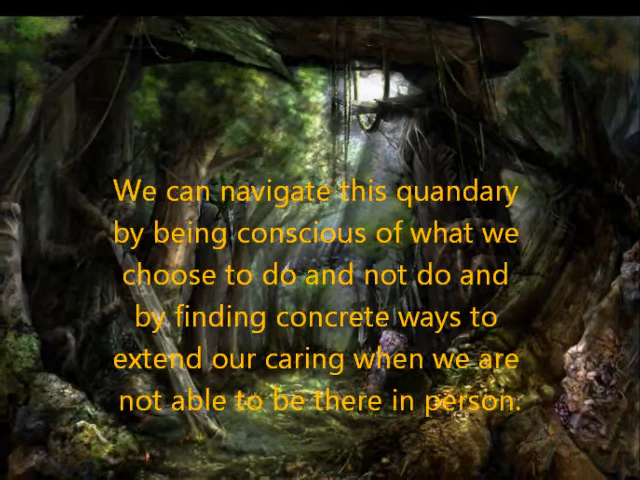 We can navigate this quandary
by being conscious of what we
choose to do and not do and
by finding concrete ways to
extend our caring when we are
not able to be there in person.